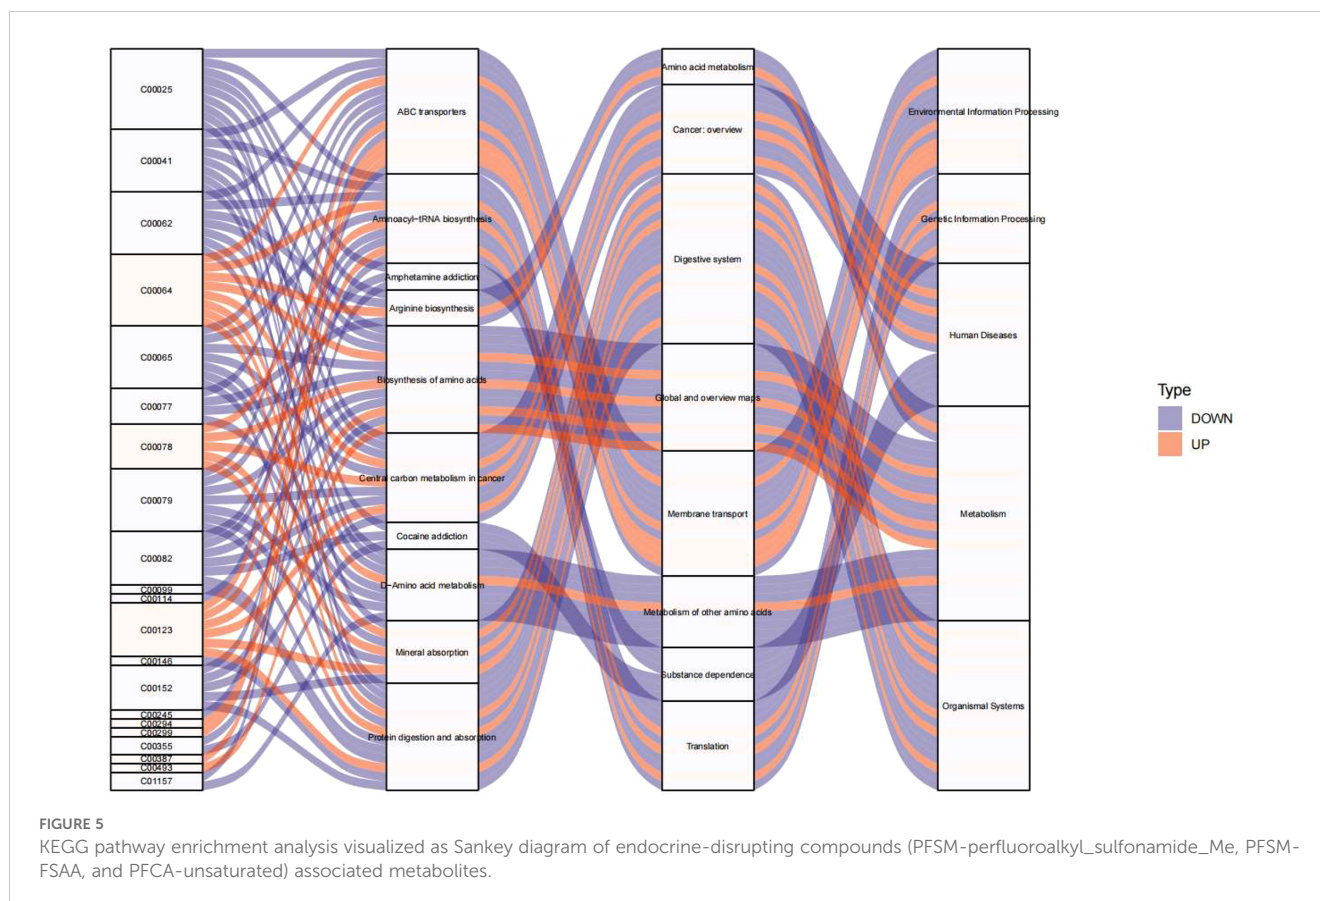 C00025
C00041
C00062
C00064
C00065
C00077
C00078
C00079
C00082
C00099
C00114
C00123
C00146
C00152
C00245
C00294
C00299
C00355
C00387
C00493
C01157
ABC transporters
Aminoacyl−tRNA biosynthesis
Amphetamine addiction
Arginine biosynthesis
Biosynthesis of amino acids
Central carbon metabolism in cancer
Cocaine addiction
D−Amino acid metabolism
Mineral absorption
Protein digestion and absorption
Amino acid metabolism
Cancer: overview
Digestive system
Global and overview maps
Membrane transport
Metabolism of other amino acids
Substance dependence
Translation
Environmental Information Processing
Genetic Information Processing
Human Diseases
Metabolism
Organismal Systems
Type
DOWN
UP
FIGURE 5
KEGG pathway enrichment analysis visualized as Sankey diagram of endocrine-disrupting compounds (PFSM-perfluoroalkyl_sulfonamide_Me, PFSM-
FSAA, and PFCA-unsaturated) associated metabolites.